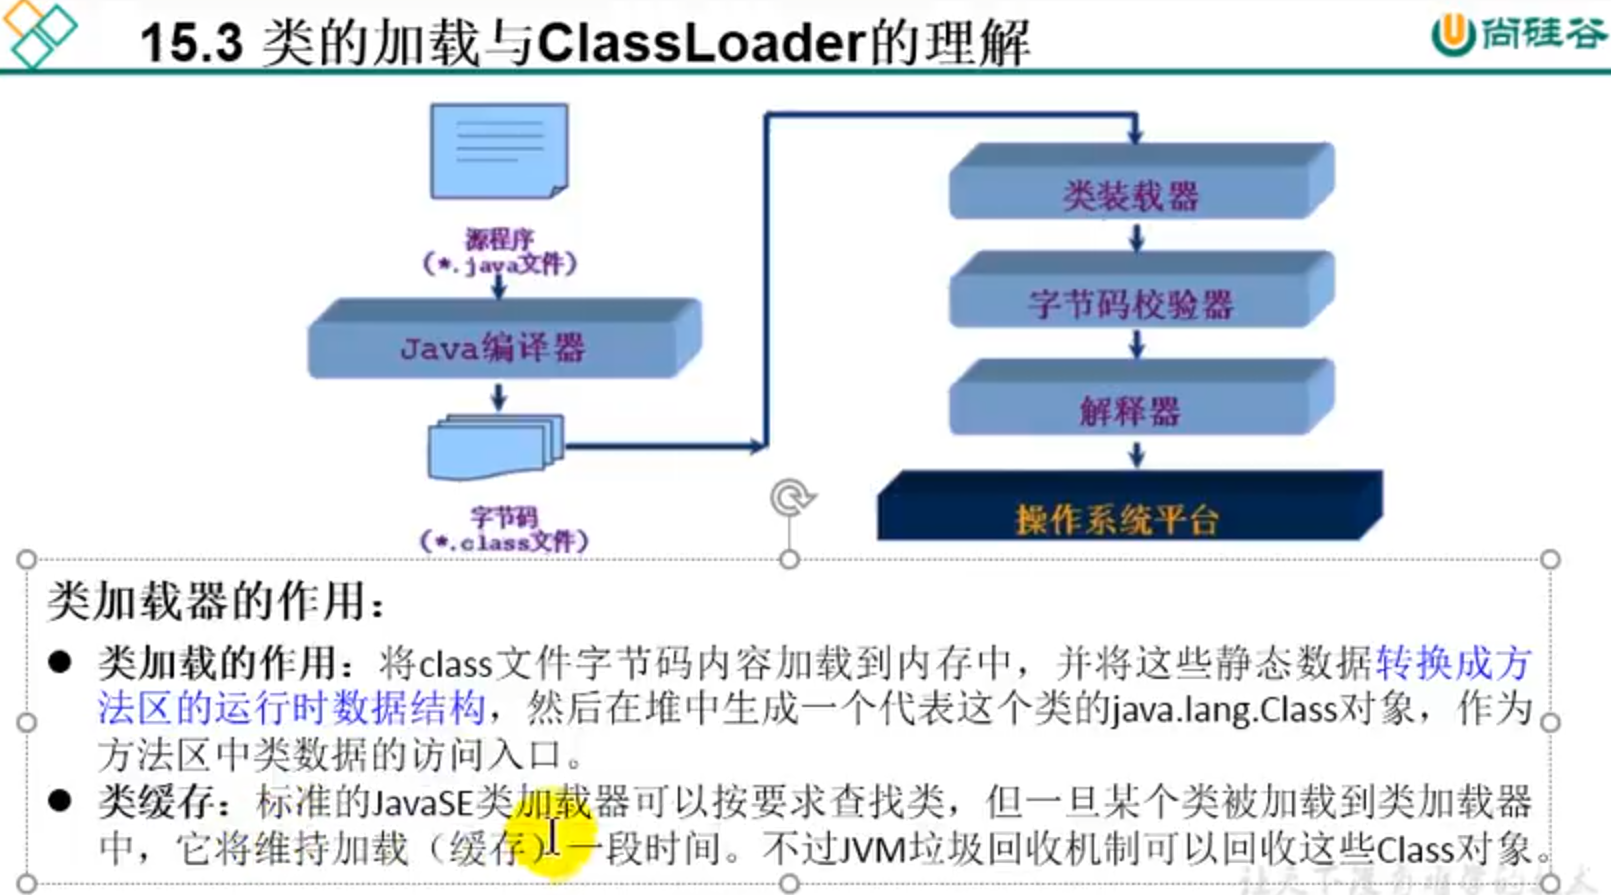 15.3 类的加载与ClassLoader的理解
尚硅谷
源程序
(*.java文件)
Java编译器
字节码
(*.class文件)
类装载器
字节码校验器
解释器
操作系统平台
类加载器的作用：
● 类加载的作用：将class文件字节码内容加载到内存中，并将这些静态数据转换成方
法区的运行时数据结构，然后在堆中生成一个代表这个类的java.lang.Class对象，作为
方法区中类数据的访问入口。
● 类缓存：标准的JavaSE类加载器可以按要求查找类，但一旦某个类被加载到类加载器
中，它将维持加载（缓存）一段时间。不过JVM垃圾回收机制可以回收这些Class对象。